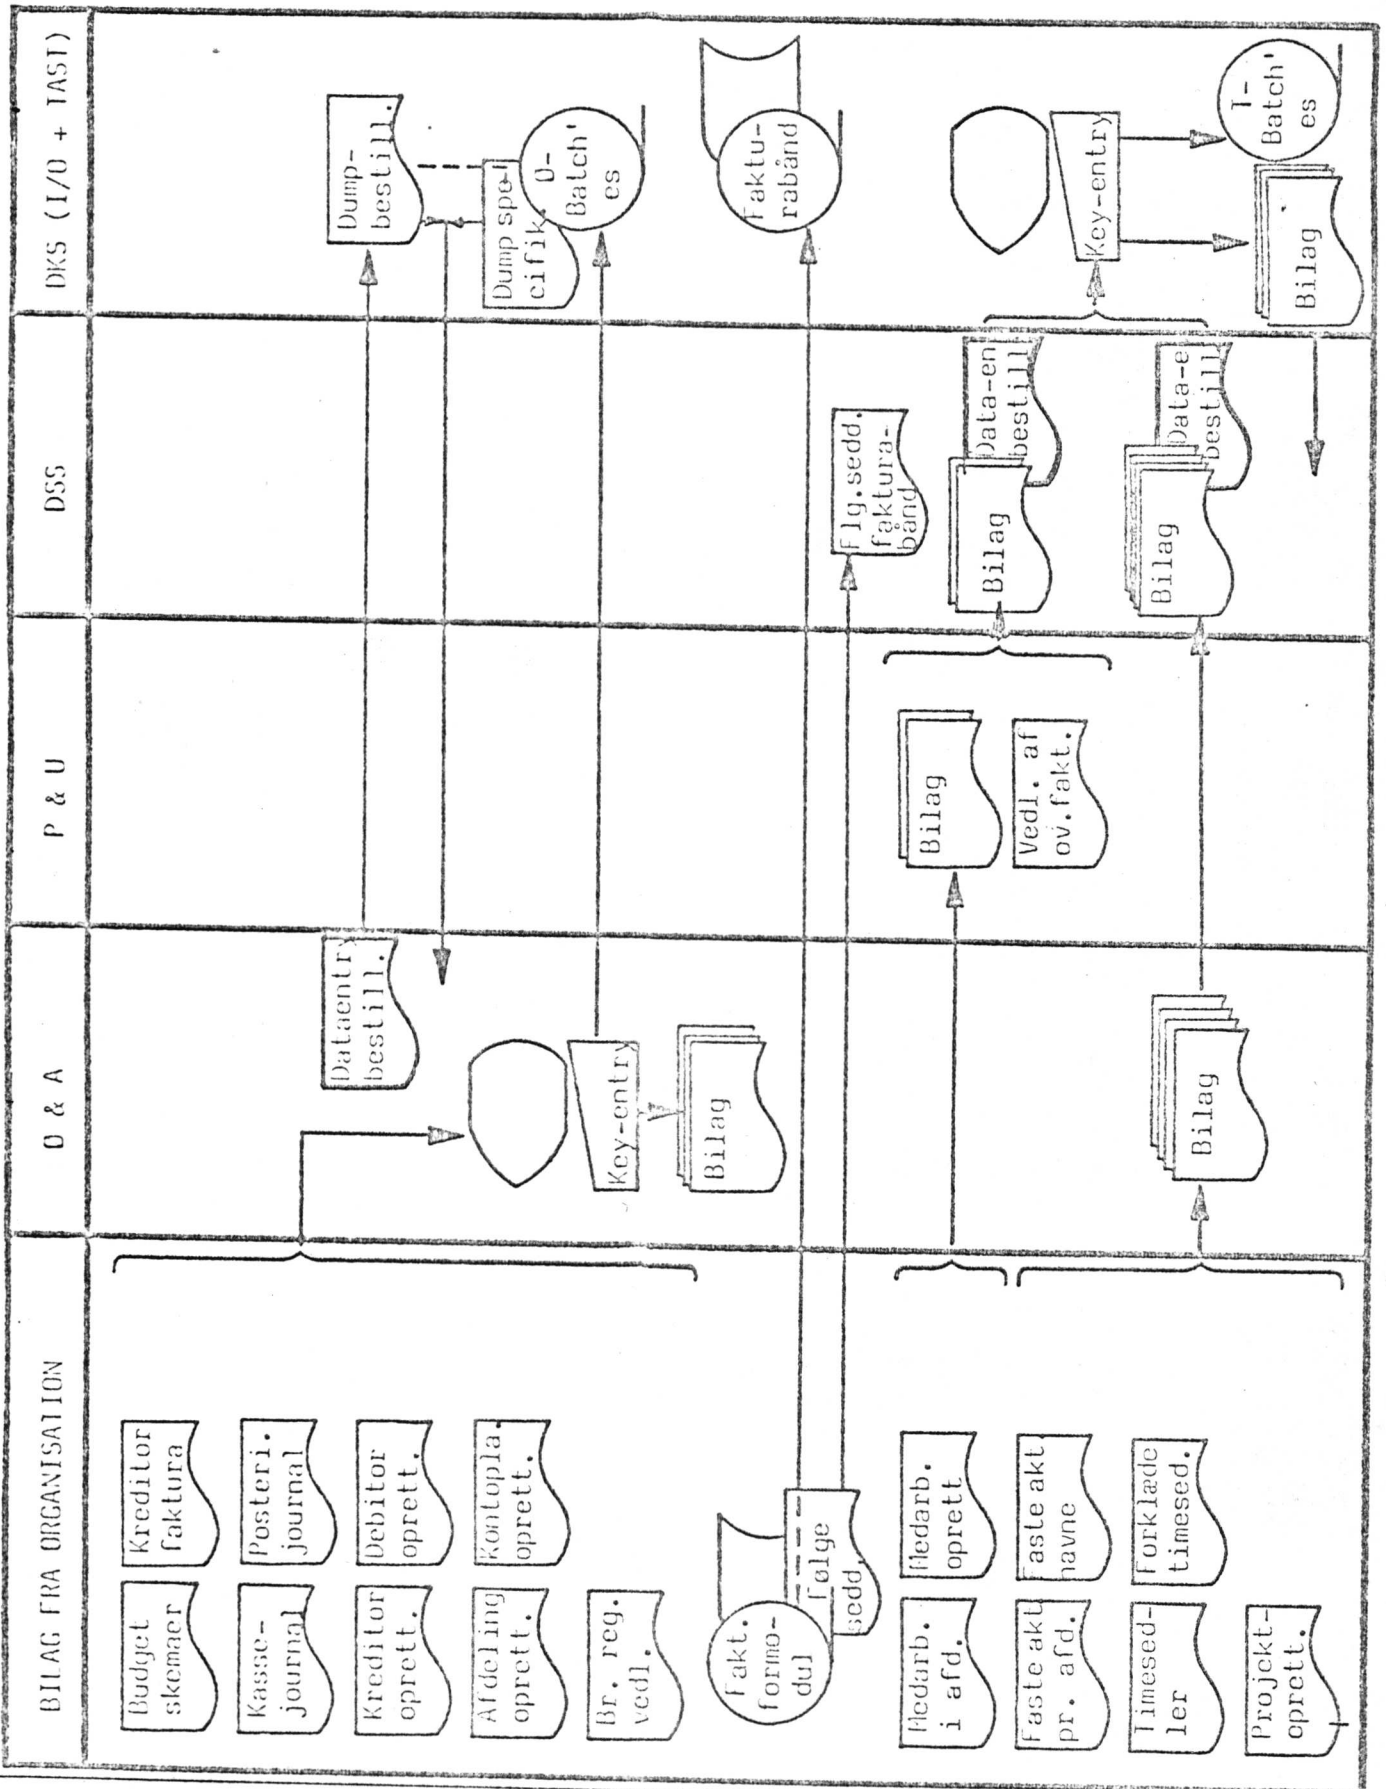 BILAG FRA ORGANISATION
Ø & A
P & U
DSS
DKS (I/O + TAST)
Budget
skemaer
Kreditor
faktura
Kasse-
journal
Posteri.
journal
Kreditor
oprett.
Debitor
oprett.
Afdeling
oprett.
Kontopla.
oprett.
Br. reg.
vedl.
Fakt.
formo-
dul
Følge
sedd.
Medarb.
i afd.
Medarb.
oprett
Faste akt
pr. afd.
Faste akt
navne
Timesed-
ler
Forklæde
timesed.
Projekt-
oprett.
Dataentry
bestill.
Key-entry
Bilag
Bilag
Bilag
Vedl. af
ov.fakt.
Flg.sedd.
faktura-
bånd
Data-en
bestill
Bilag
Data-e
bestill
Bilag
Dump-
bestill.
Dump spe-
cifik.
Ø-
Batch'
es
Faktu-
rabånd
Key-entry
T-
Batch'
es
Bilag